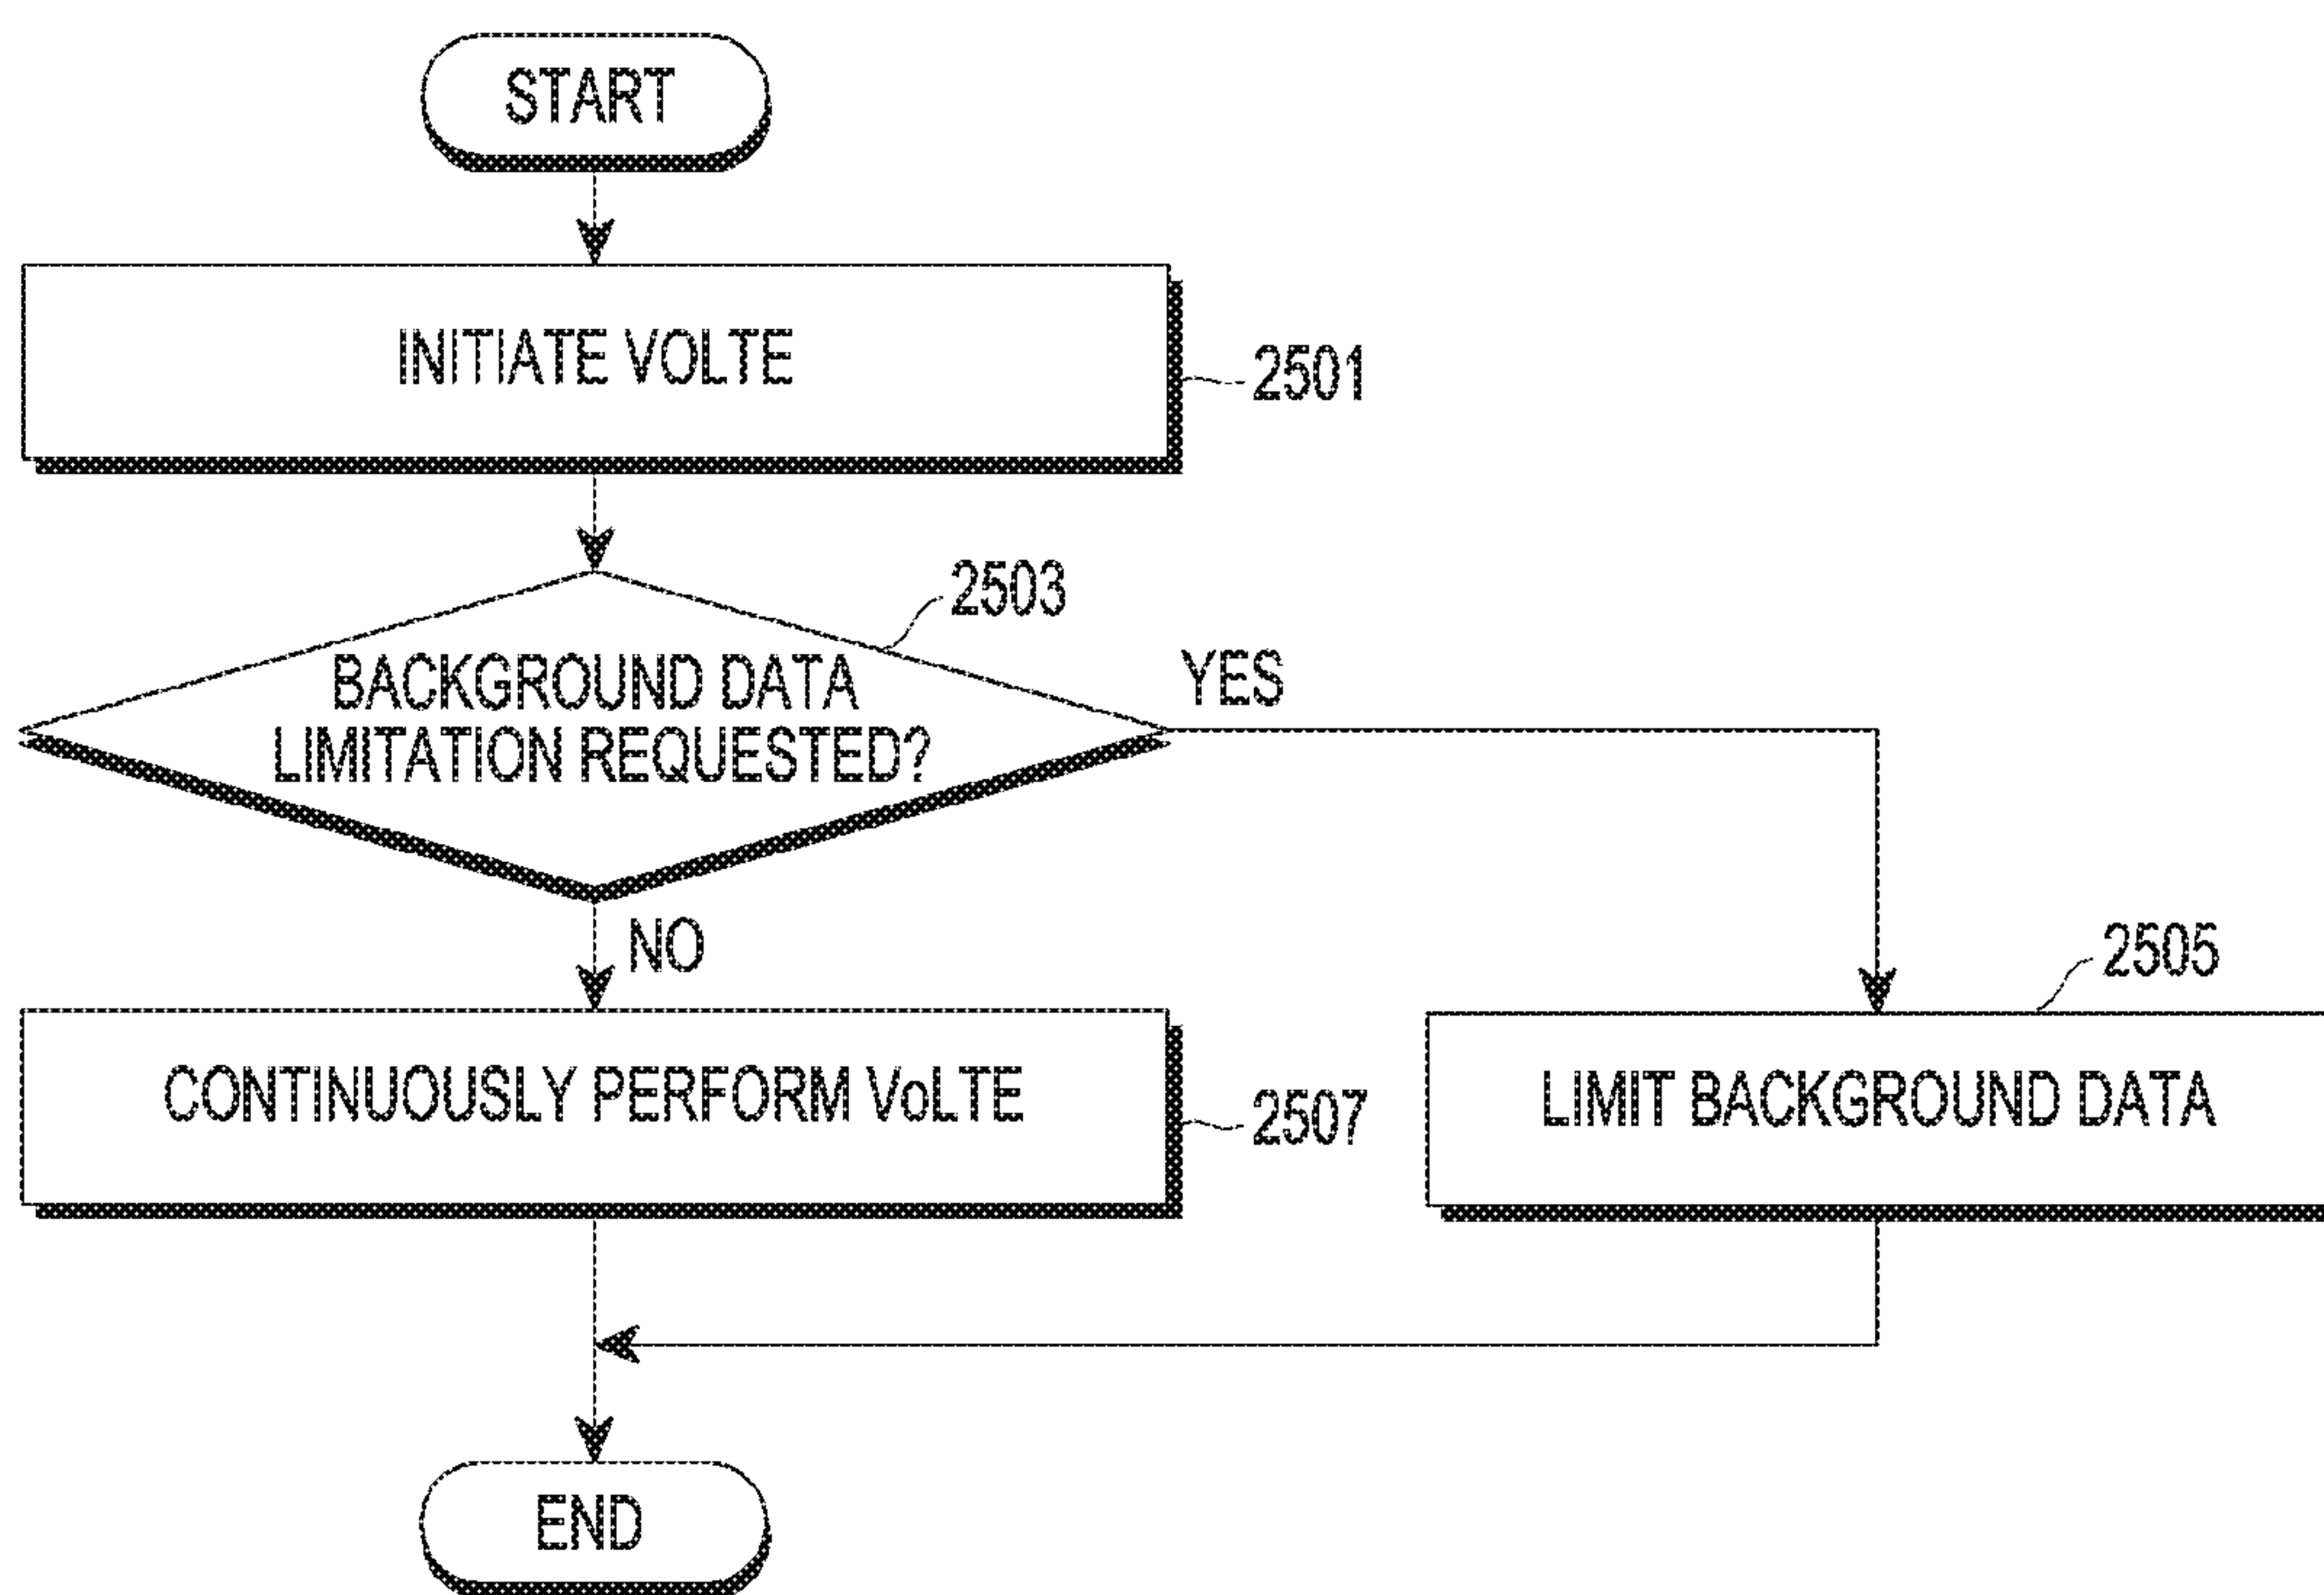 START
INITIATE VOLTE
2501
2503
BACKGROUND DATA
LIMITATION REQUESTED?
YES
NO
2505
CONTINUOUSLY PERFORM VoLTE
2507
LIMIT BACKGROUND DATA
END